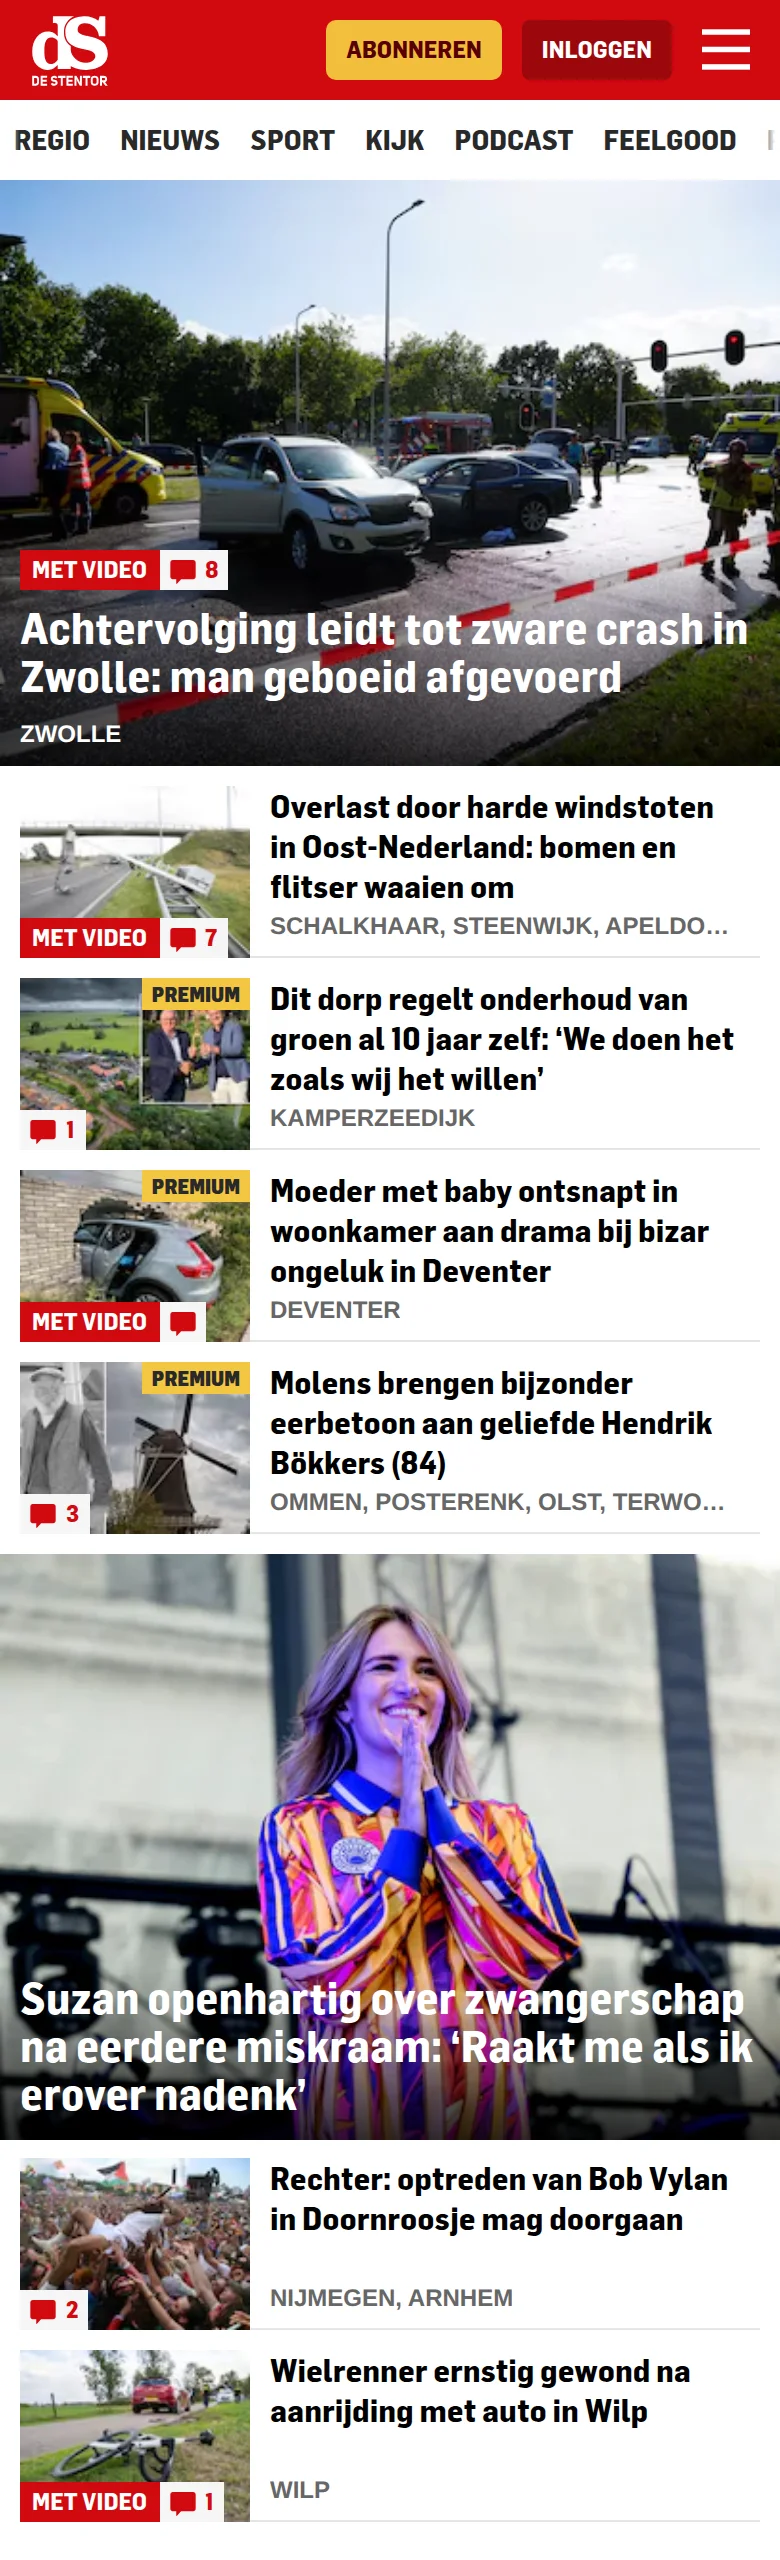 dS
DE STENTOR
ABONNEREN
INLOGGEN
REGIO NIEUWS SPORT KIJK PODCAST FEELGOOD
MET VIDEO 8
Achtervolging leidt tot zware crash in
Zwolle: man geboeid afgevoerd
ZWOLLE
Overlast door harde windstoten
in Oost-Nederland: bomen en
flitser waaien om
MET VIDEO 7
SCHALKHAAR, STEENWIJK, APELDO...
PREMIUM
Dit dorp regelt onderhoud van
groen al 10 jaar zelf: ‘We doen het
zoals wij het willen’
1
KAMPERZEEDIJK
PREMIUM
Moeder met baby ontsnapt in
woonkamer aan drama bij bizar
ongeluk in Deventer
MET VIDEO
DEVENTER
PREMIUM
Molens brengen bijzonder
eerbetoon aan geliefde Hendrik
Bökkers (84)
3
OMMEN, POSTERENK, OLST, TERWO...
Suzan openhartig over zwangerschap
na eerdere miskraam: ‘Raakt me als ik
erover nadenk’
Rechter: optreden van Bob Vylan
in Doornroosje mag doorgaan
2
NIJMEGEN, ARNHEM
Wielrenner ernstig gewond na
aanrijding met auto in Wilp
MET VIDEO 1
WILP